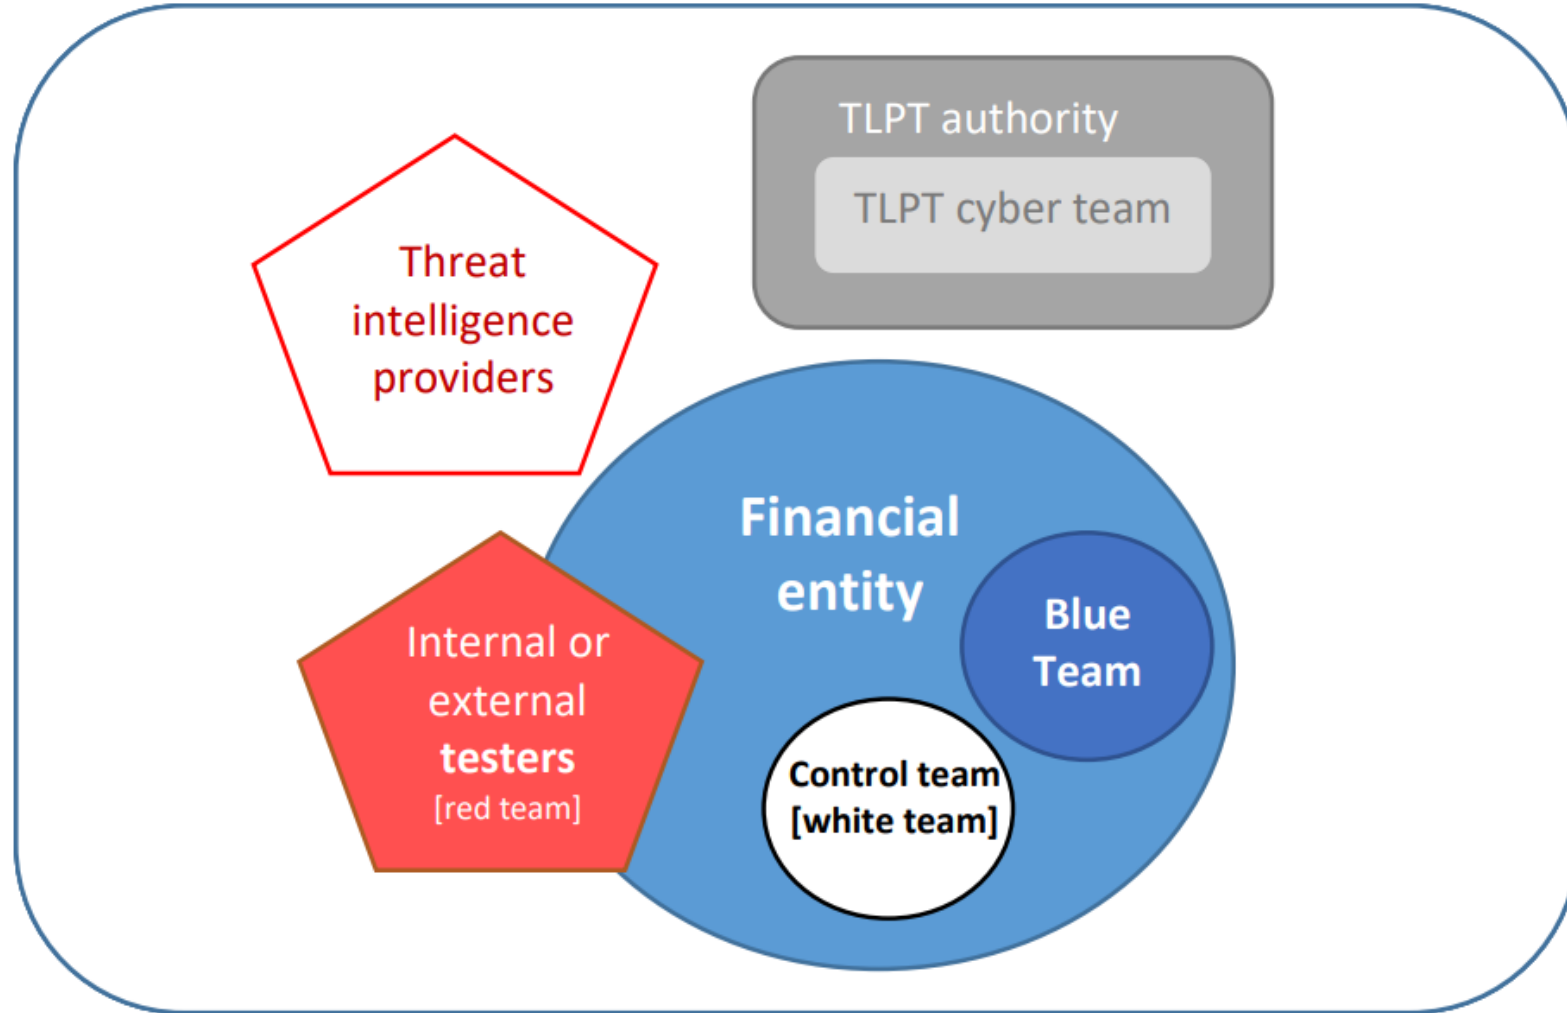 TLPT authority
TLPT cyber team
Threat
intelligence
providers
Financial
entity
Blue
Team
Internal or
external
testers
[red team]
Control team
[white team]